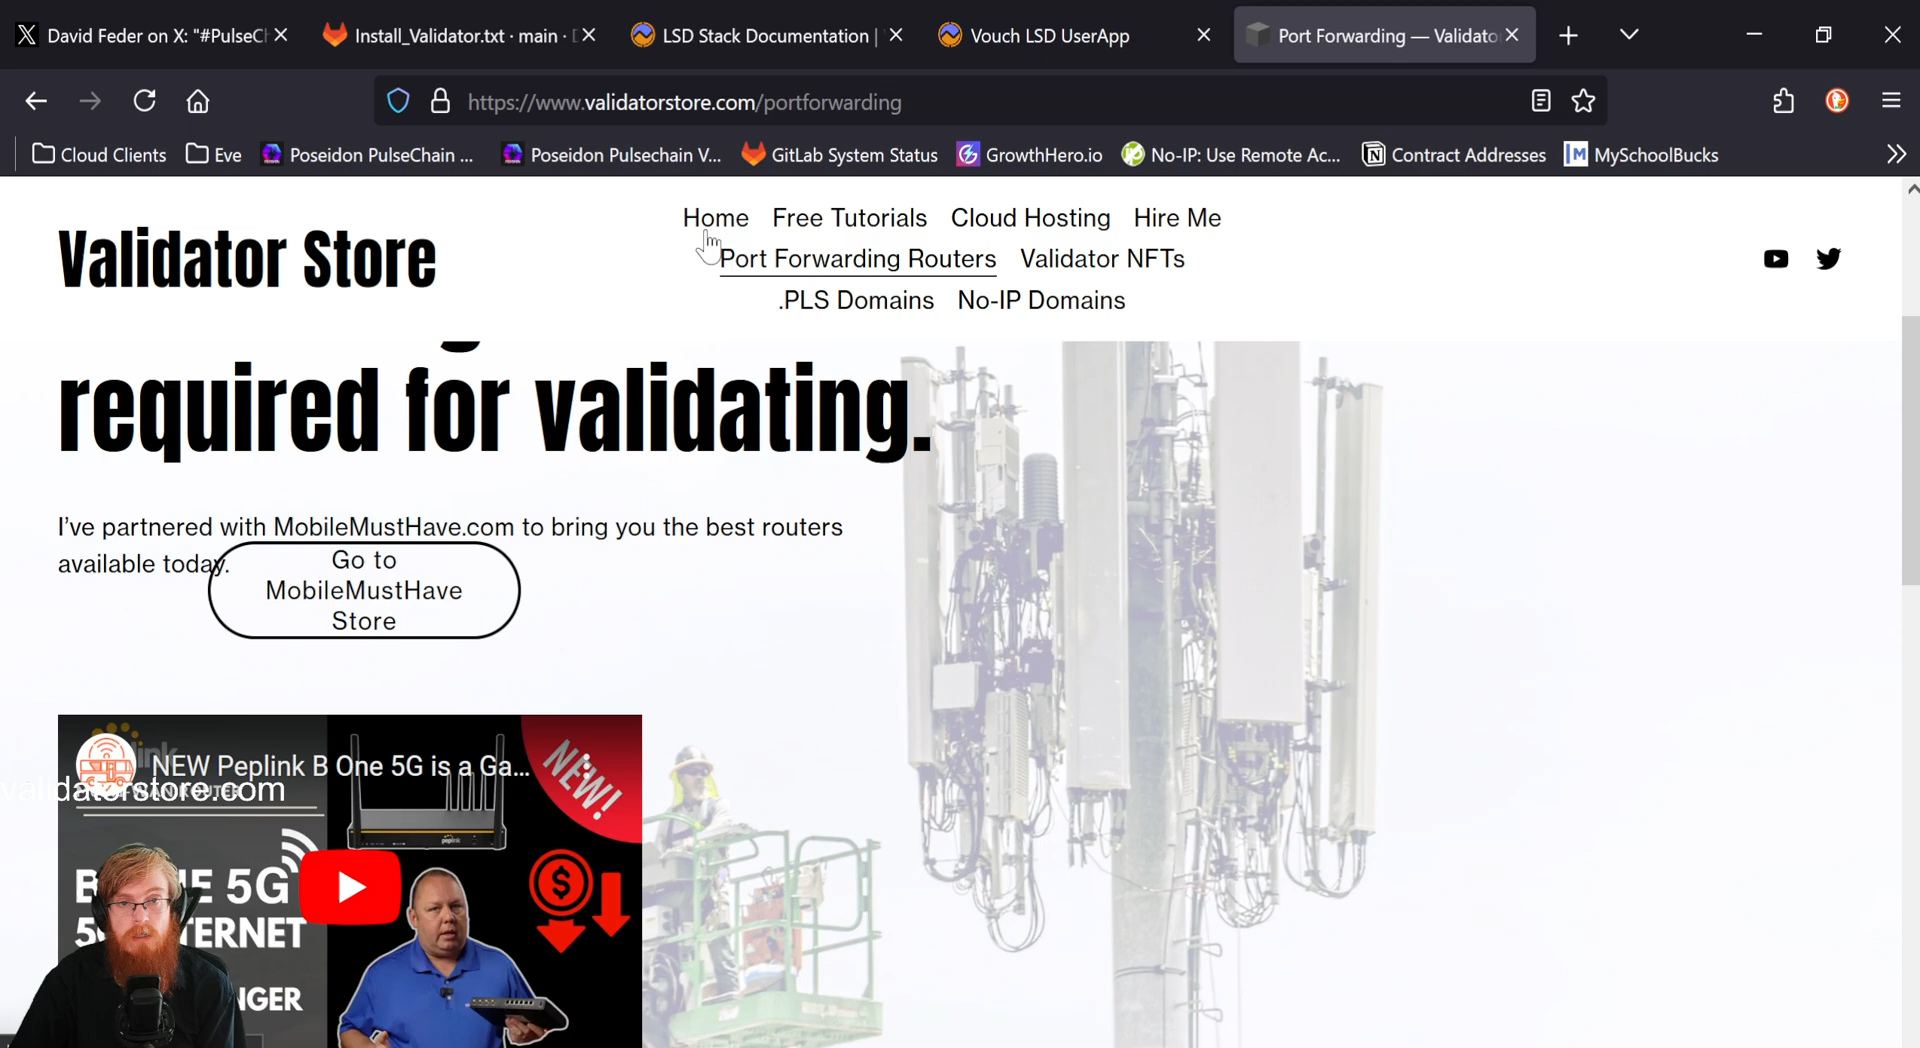 David Feder on X: "#PulseCh
Install_Validator.txt · main ·
LSD Stack Documentation |
Vouch LSD UserApp
Port Forwarding — Validato
https://www.validatorstore.com/portforwarding
Cloud Clients
Eve
Poseidon PulseChain ...
Poseidon Pulsechain V...
GitLab System Status
GrowthHero.io
No-IP: Use Remote Ac...
Contract Addresses
MySchoolBucks
Validator Store
Home Free Tutorials Cloud Hosting Hire Me
Port Forwarding Routers Validator NFTs
.PLS Domains No-IP Domains
required for validating.
I've partnered with MobileMustHave.com to bring you the best routers
available today.
Go to
MobileMustHave
Store
NEW Peplink B One 5G is a Ga...
NEW!
validatorstore.com
peplink
5G